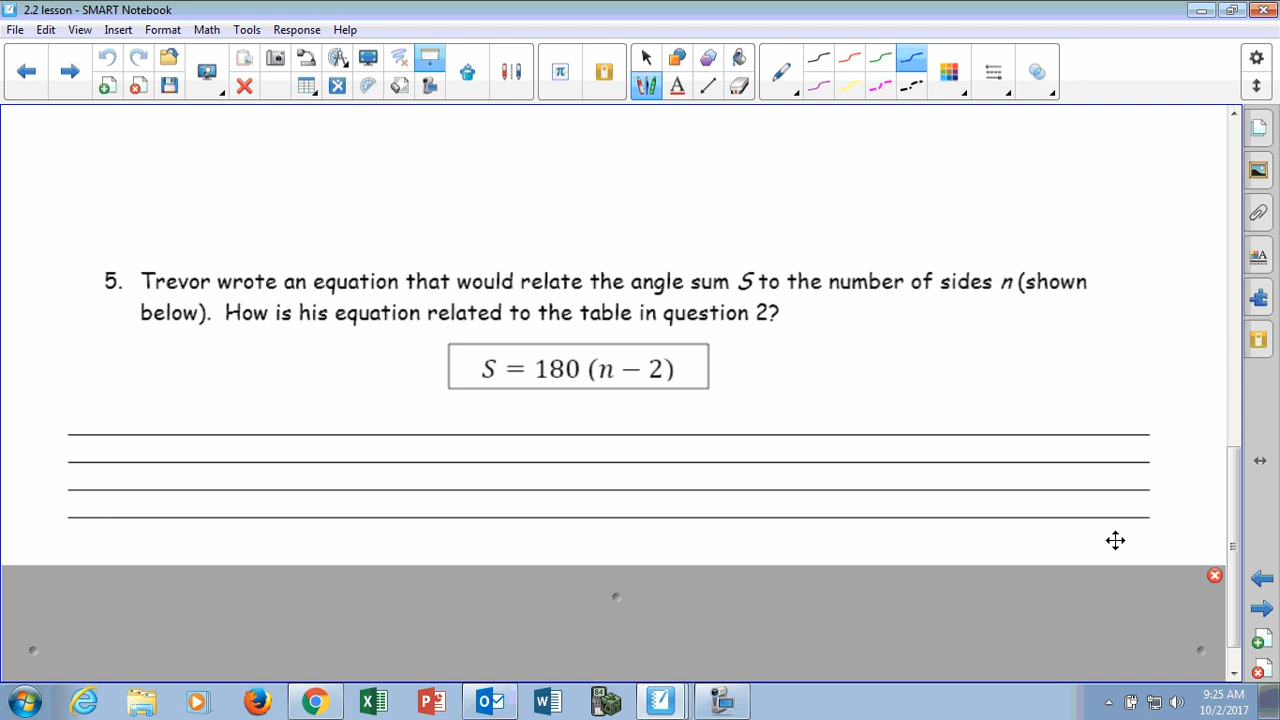 2.2 lesson - SMART Notebook
File Edit View Insert Format Math Tools Response Help
5. Trevor wrote an equation that would relate the angle sum S to the number of sides n (shown
below). How is his equation related to the table in question 2?
S = 180 (n − 2)
9:25 AM
10/2/2017